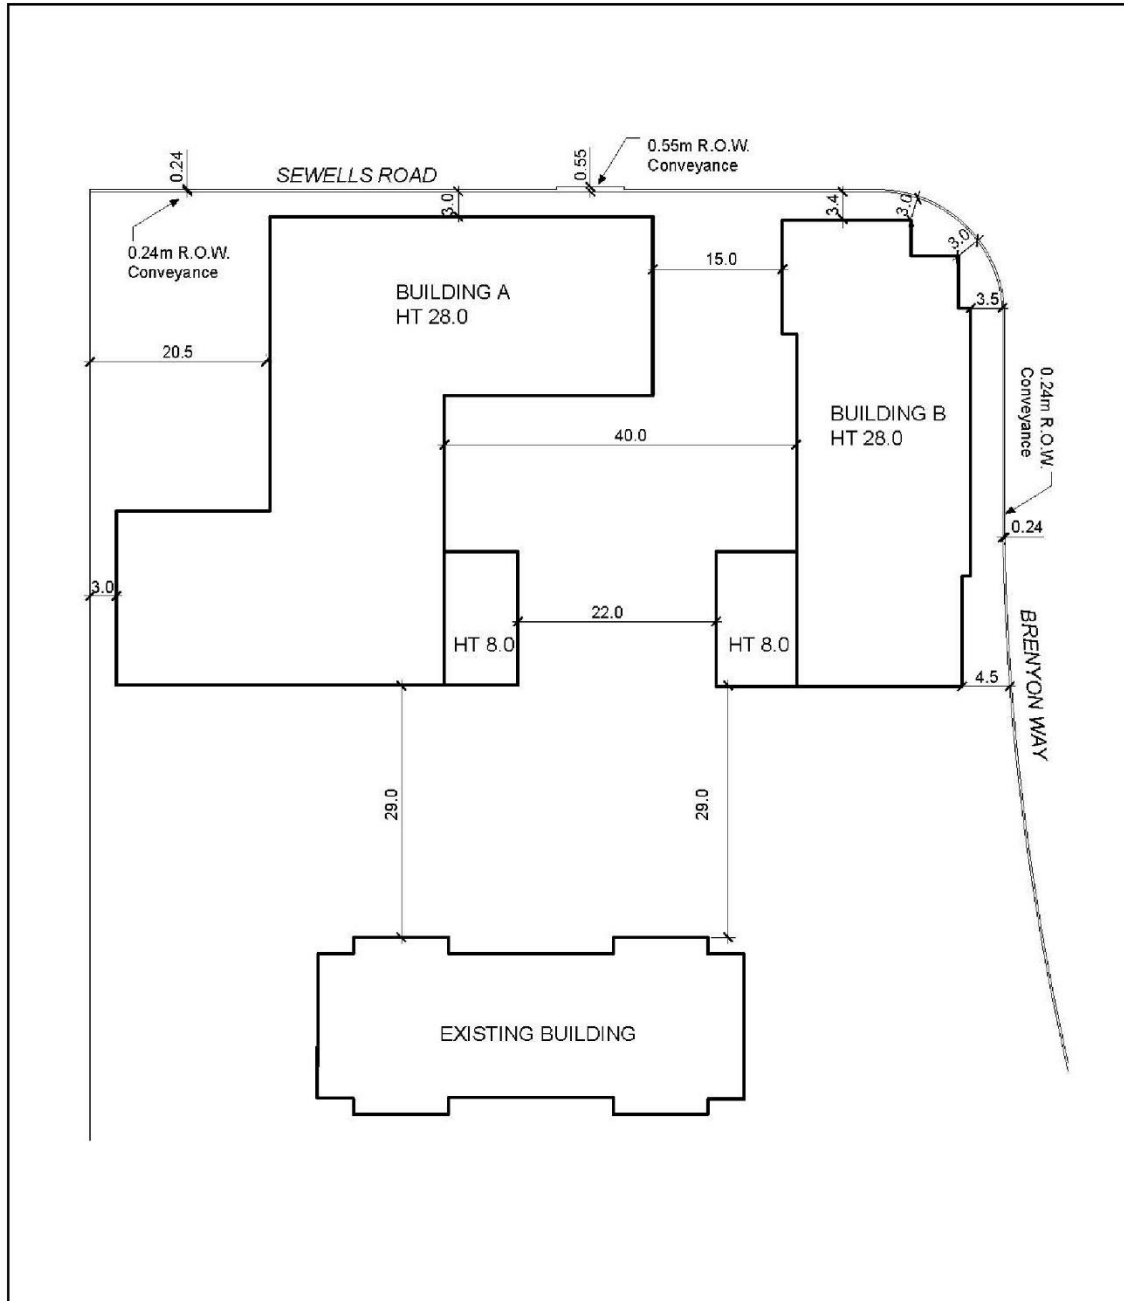 0.24
SEWELLS ROAD
0.55
0.55m R.O.W.
Conveyance
0.24m R.O.W.
Conveyance
3.0
3.4
3.0
3.0
15.0
3.5
BUILDING A
HT 28.0
20.5
0.24m R.O.W.
Conveyance
BUILDING B
HT 28.0
40.0
0.24
3.0
22.0
HT 8.0
HT 8.0
BRENYON WAY
4.5
29.0
29.0
EXISTING BUILDING